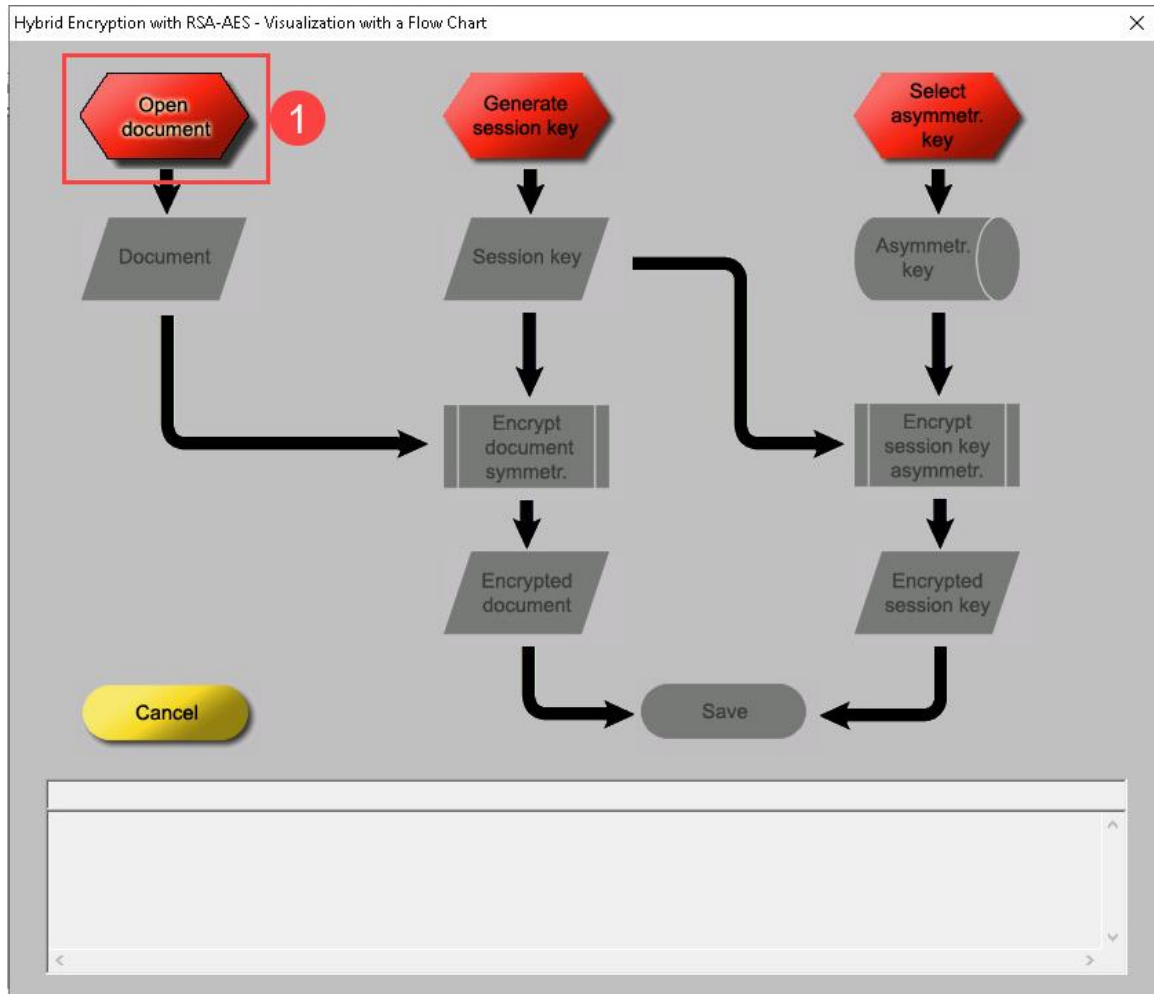 Hybrid Encryption with RSA-AES - Visualization with a Flow Chart
Open
document
1
Generate
session key
Select
asymmetr.
key
Document
Session key
Asymmetr.
key
Encrypt
document
symmetr.
Encrypt
session key
asymmetr.
Encrypted
document
Encrypted
session key
Cancel
Save